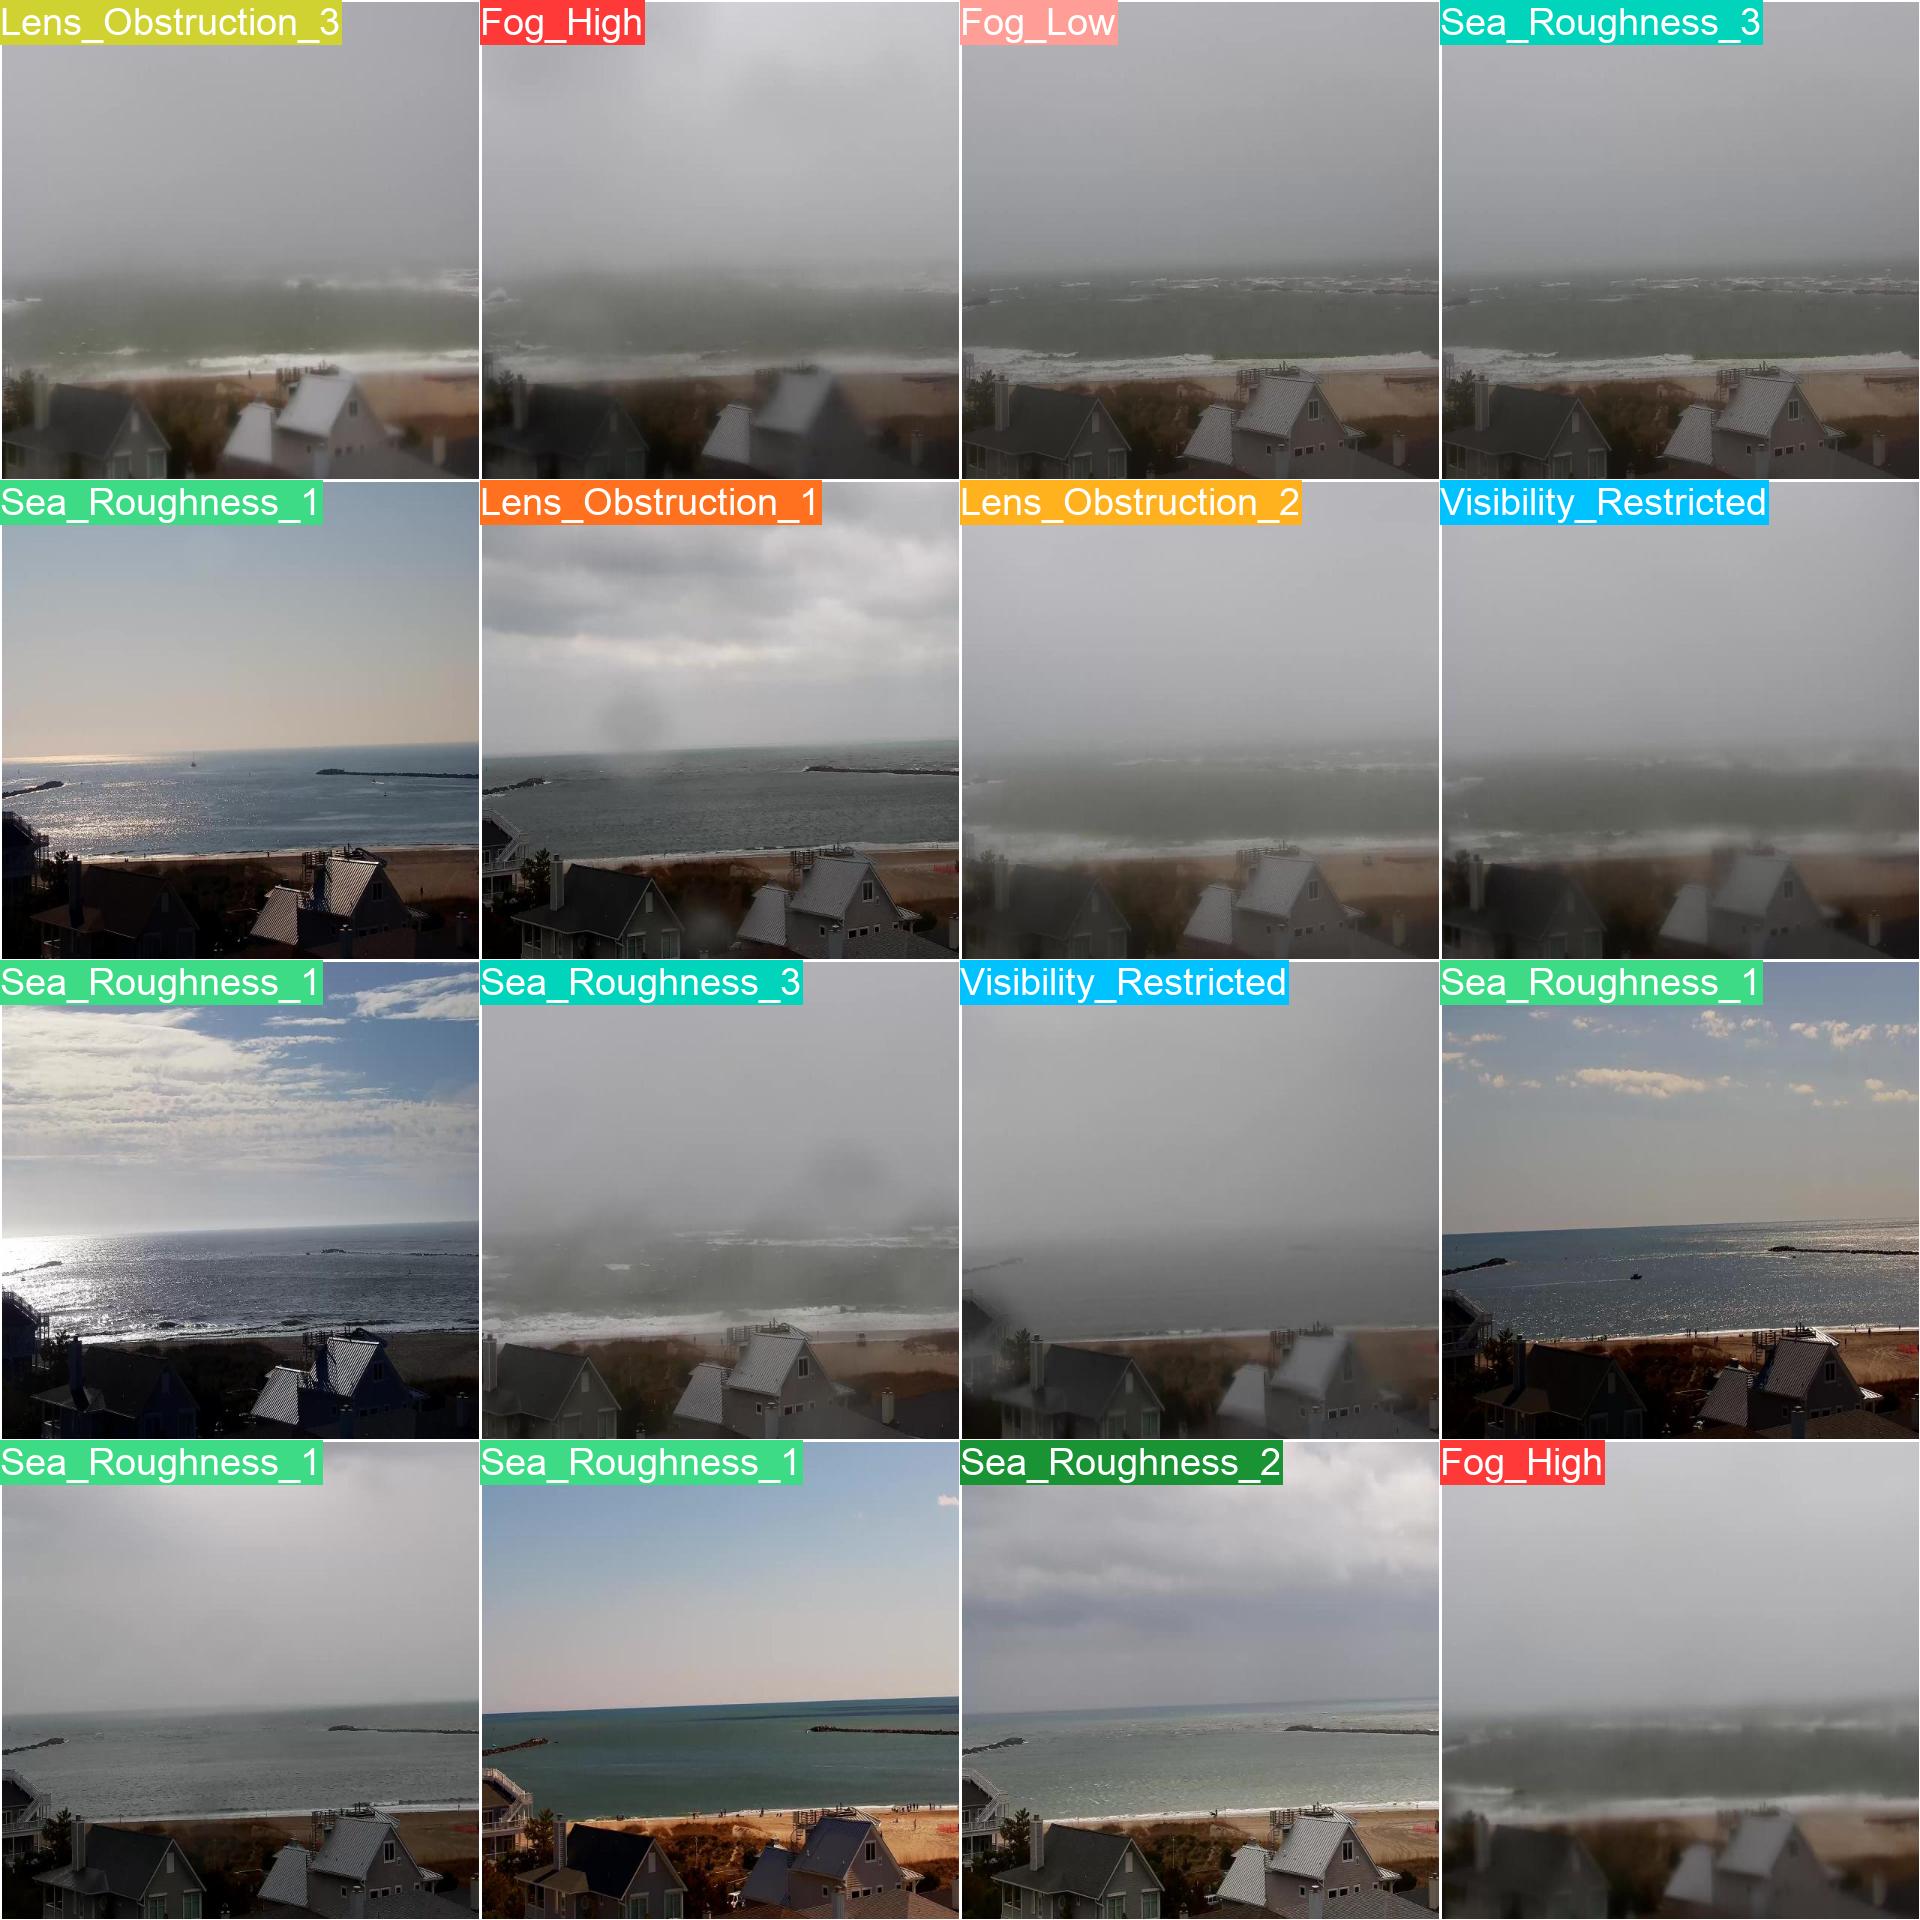 Lens_Obstruction_3
Fog_High
Fog_Low
Sea_Roughness_3
Sea_Roughness_1
Lens_Obstruction_1
Lens_Obstruction_2
Visibility_Restricted
Sea_Roughness_1
Sea_Roughness_3
Visibility_Restricted
Sea_Roughness_1
Sea_Roughness_1
Sea_Roughness_1
Sea_Roughness_2
Fog_High